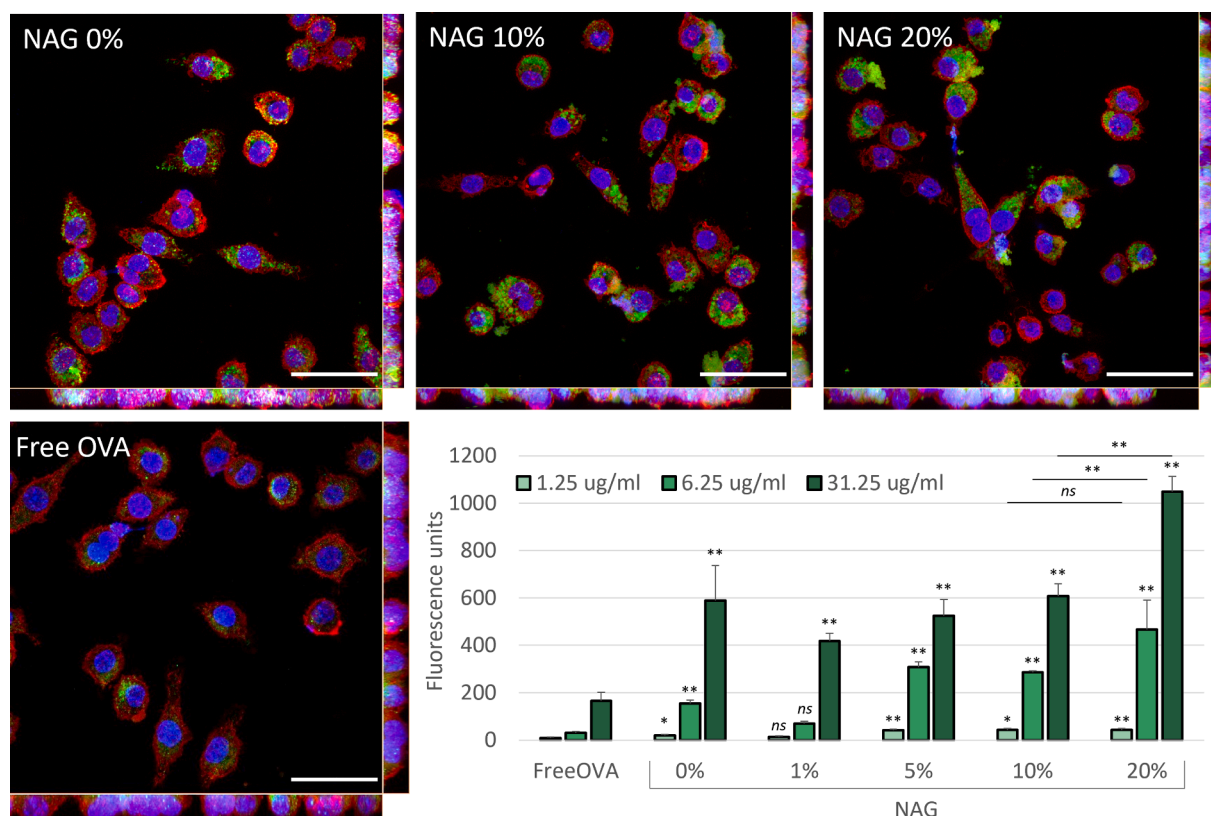 NAG 0%
NAG 10%
NAG 20%
Free OVA
1200
1000
800
600
400
200
0
Fluorescence units
1.25 ug/ml 6.25 ug/ml 31.25 ug/ml
**
**
ns
*
**
**
ns
ns
**
**
**
**
*
**
**
**
**
**
FreeOVA 0% 1% 5% 10% 20%
NAG